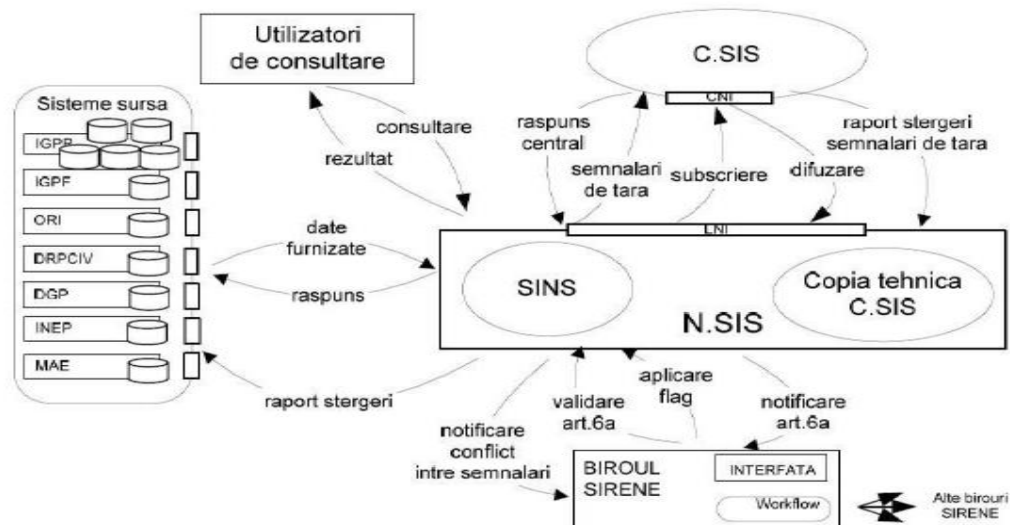 Utilizatori
de consultare
C.SIS
CNI
Sisteme sursa
IGPR
IGPF
ORI
DRPCIV
DGP
INEP
MAE
consultare
rezultat
raspuns
central
semnalari
de tara
subscriere
difuzare
raport stergeri
semnalari de tara
date
furnizate
raspuns
LNI
SINS
Copia tehnica
C.SIS
N.SIS
raport stergeri
notificare
conflict
intre semnalari
validare
art.6a
aplicare
flag
notificare
art.6a
BIROUL
SIRENE
INTERFATA
Workflow
Alte birouri
SIRENE